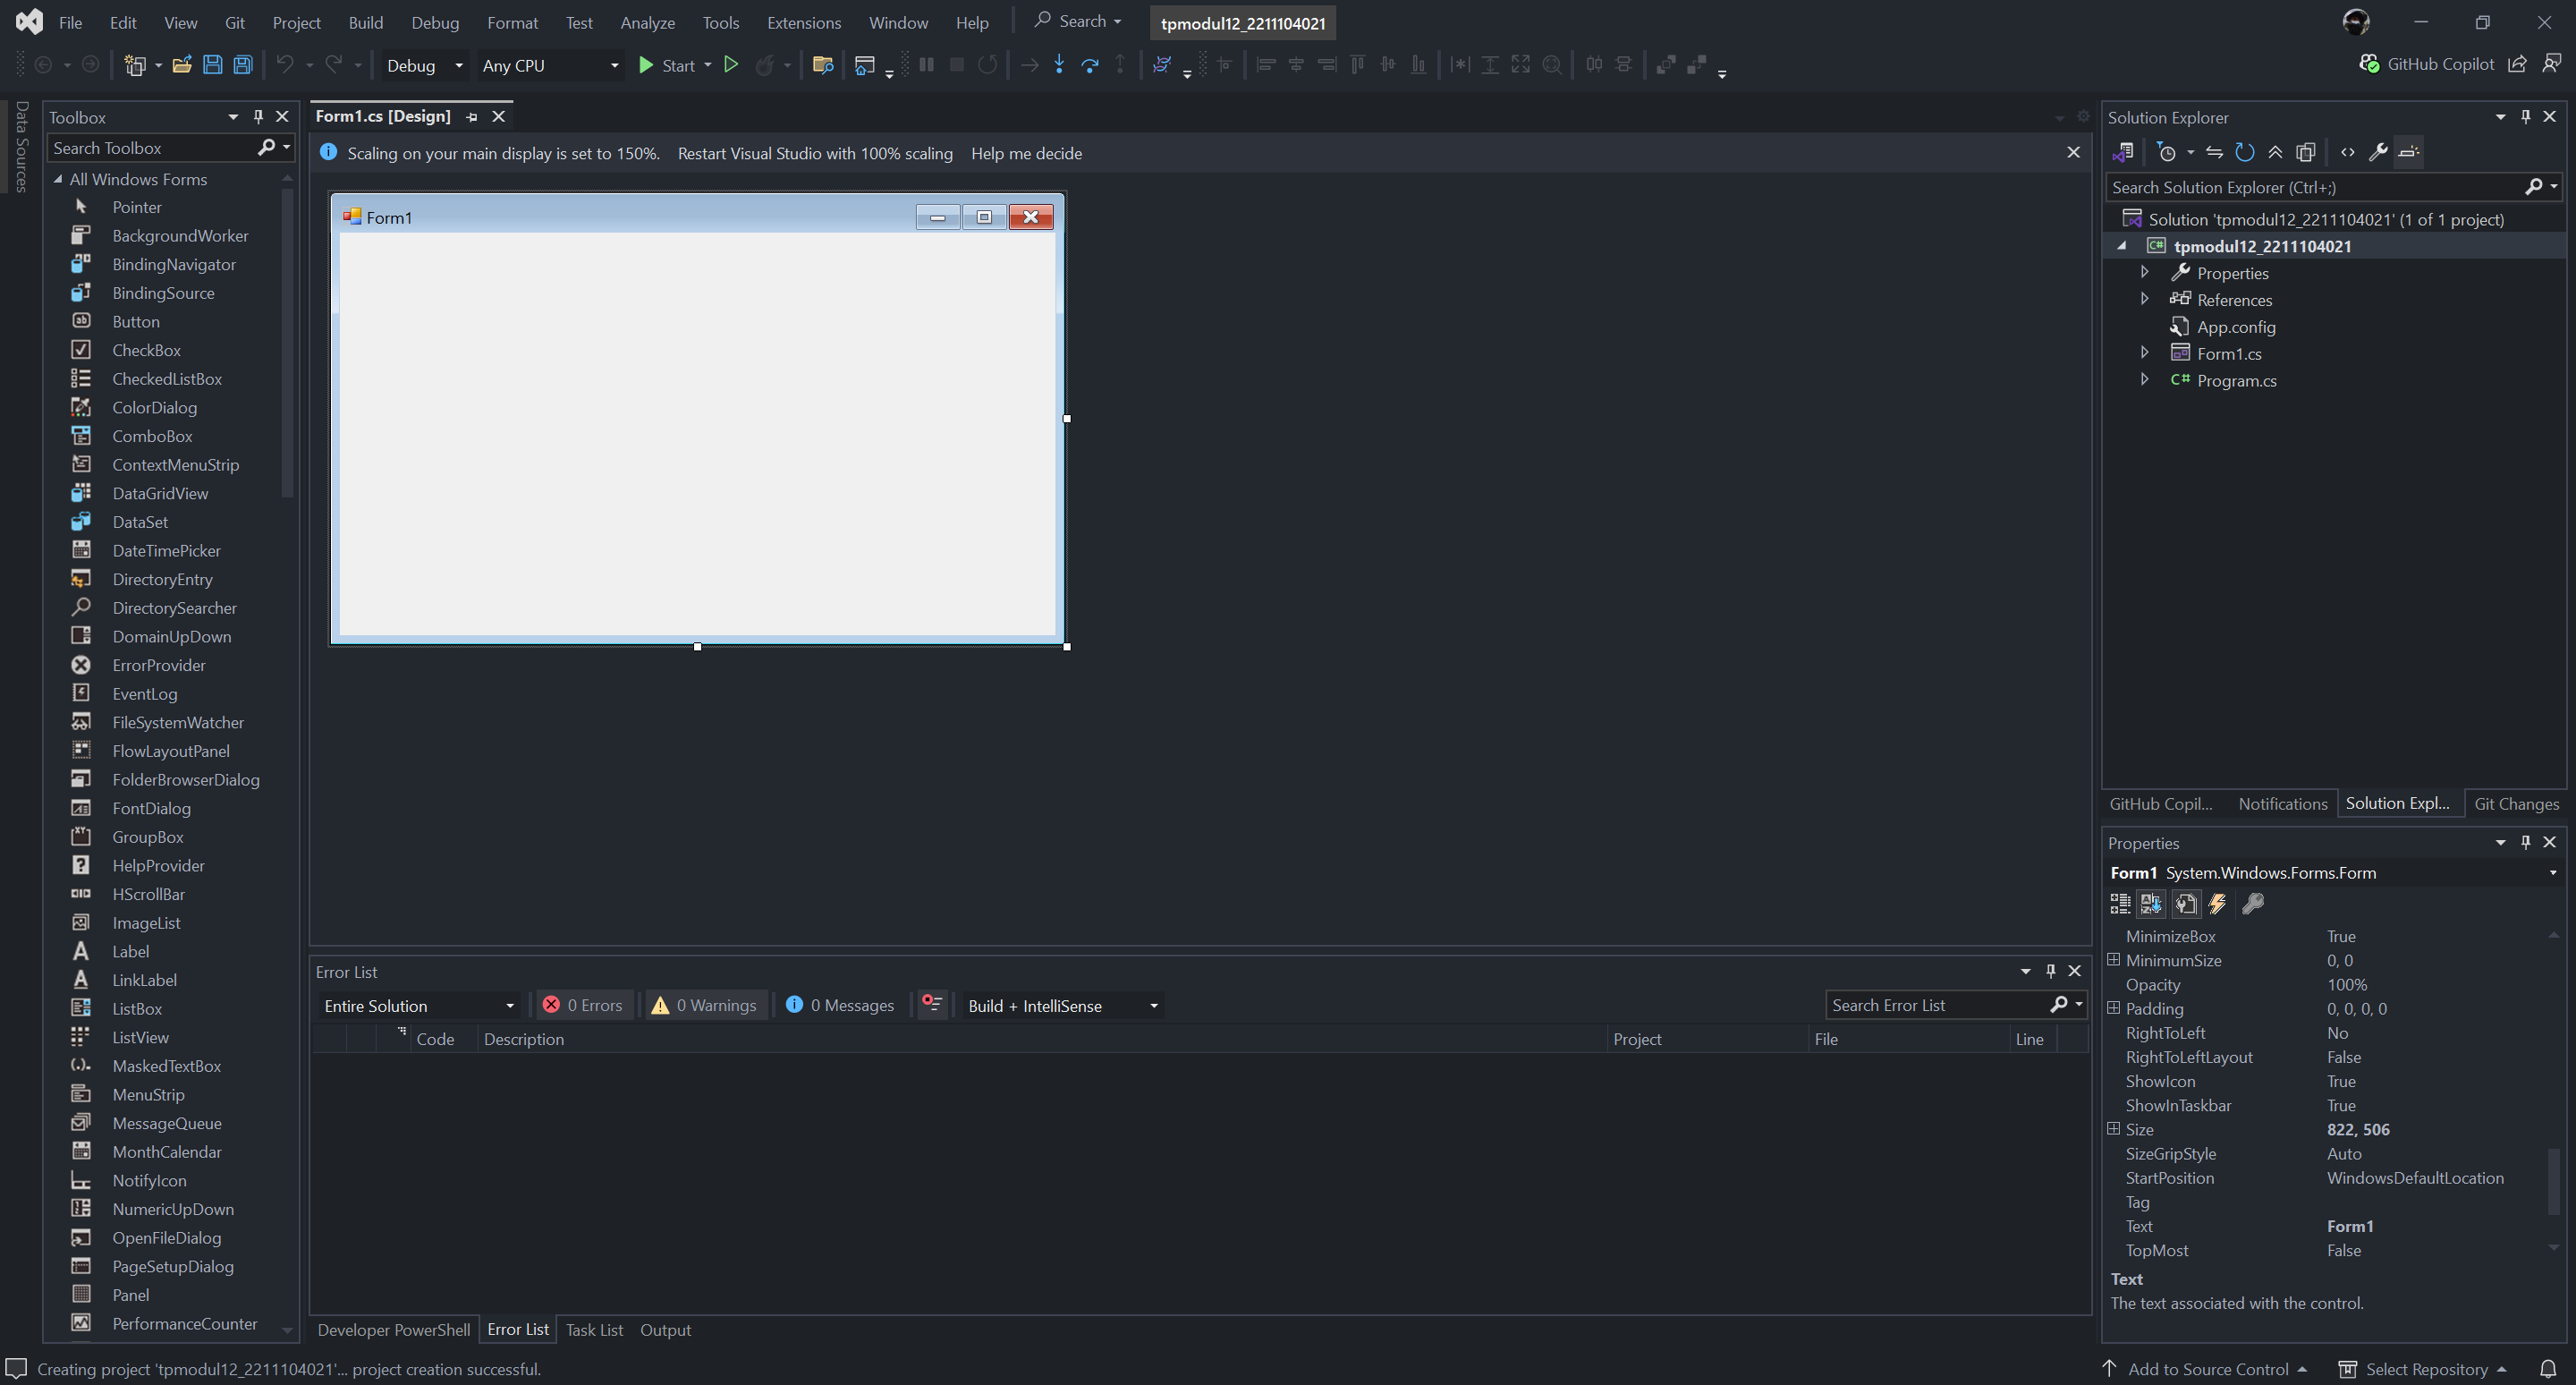 File Edit View Git Project Build Debug Format Test Analyze Tools Extensions Window Help Search tpmodul12_2211104021
Debug Any CPU Start GitHub Copilot
Data Sources
Toolbox
Search Toolbox
All Windows Forms
Pointer
BackgroundWorker
BindingNavigator
BindingSource
Button
CheckBox
CheckedListBox
ColorDialog
ComboBox
ContextMenuStrip
DataGridView
DataSet
DateTimePicker
DirectoryEntry
DirectorySearcher
DomainUpDown
ErrorProvider
EventLog
FileSystemWatcher
FlowLayoutPanel
FolderBrowserDialog
FontDialog
GroupBox
HelpProvider
HScrollBar
ImageList
Label
LinkLabel
ListBox
ListView
MaskedTextBox
MenuStrip
MessageQueue
MonthCalendar
NotifyIcon
NumericUpDown
OpenFileDialog
PageSetupDialog
Panel
PerformanceCounter
Form1.cs [Design]
Scaling on your main display is set to 150%. Restart Visual Studio with 100% scaling Help me decide
Form1
Error List
Entire Solution 0 Errors 0 Warnings 0 Messages Build + IntelliSense Search Error List
Code Description Project File Line
Developer PowerShell Error List Task List Output
Solution Explorer
Search Solution Explorer (Ctrl+;)
Solution 'tpmodul12_2211104021' (1 of 1 project)
C# tpmodul12_2211104021
Properties
References
App.config
Form1.cs
C# Program.cs
GitHub Copil... Notifications Solution Expl... Git Changes
Properties
Form1 System.Windows.Forms.Form
MinimizeBox True
MinimumSize 0, 0
Opacity 100%
Padding 0, 0, 0, 0
RightToLeft No
RightToLeftLayout False
ShowIcon True
ShowInTaskbar True
Size 822, 506
SizeGripStyle Auto
StartPosition WindowsDefaultLocation
Tag
Text Form1
TopMost False
Text
The text associated with the control.
Creating project 'tpmodul12_2211104021'... project creation successful. Add to Source Control Select Repository